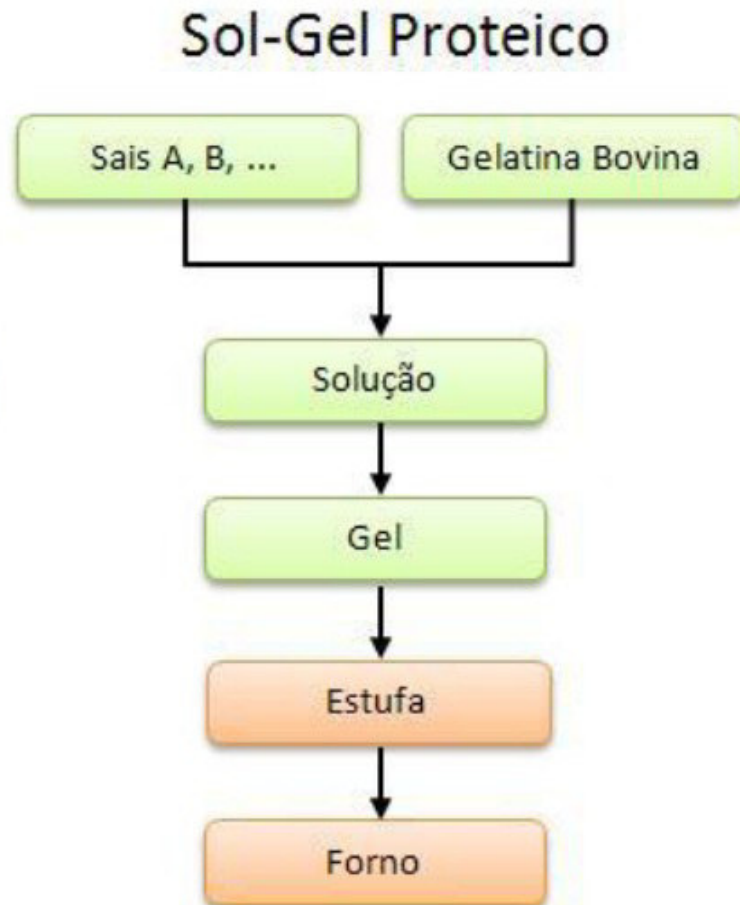 Sol-Gel Proteico
Sais A, B, ...
Gelatina Bovina
Solução
Gel
Estufa
Forno